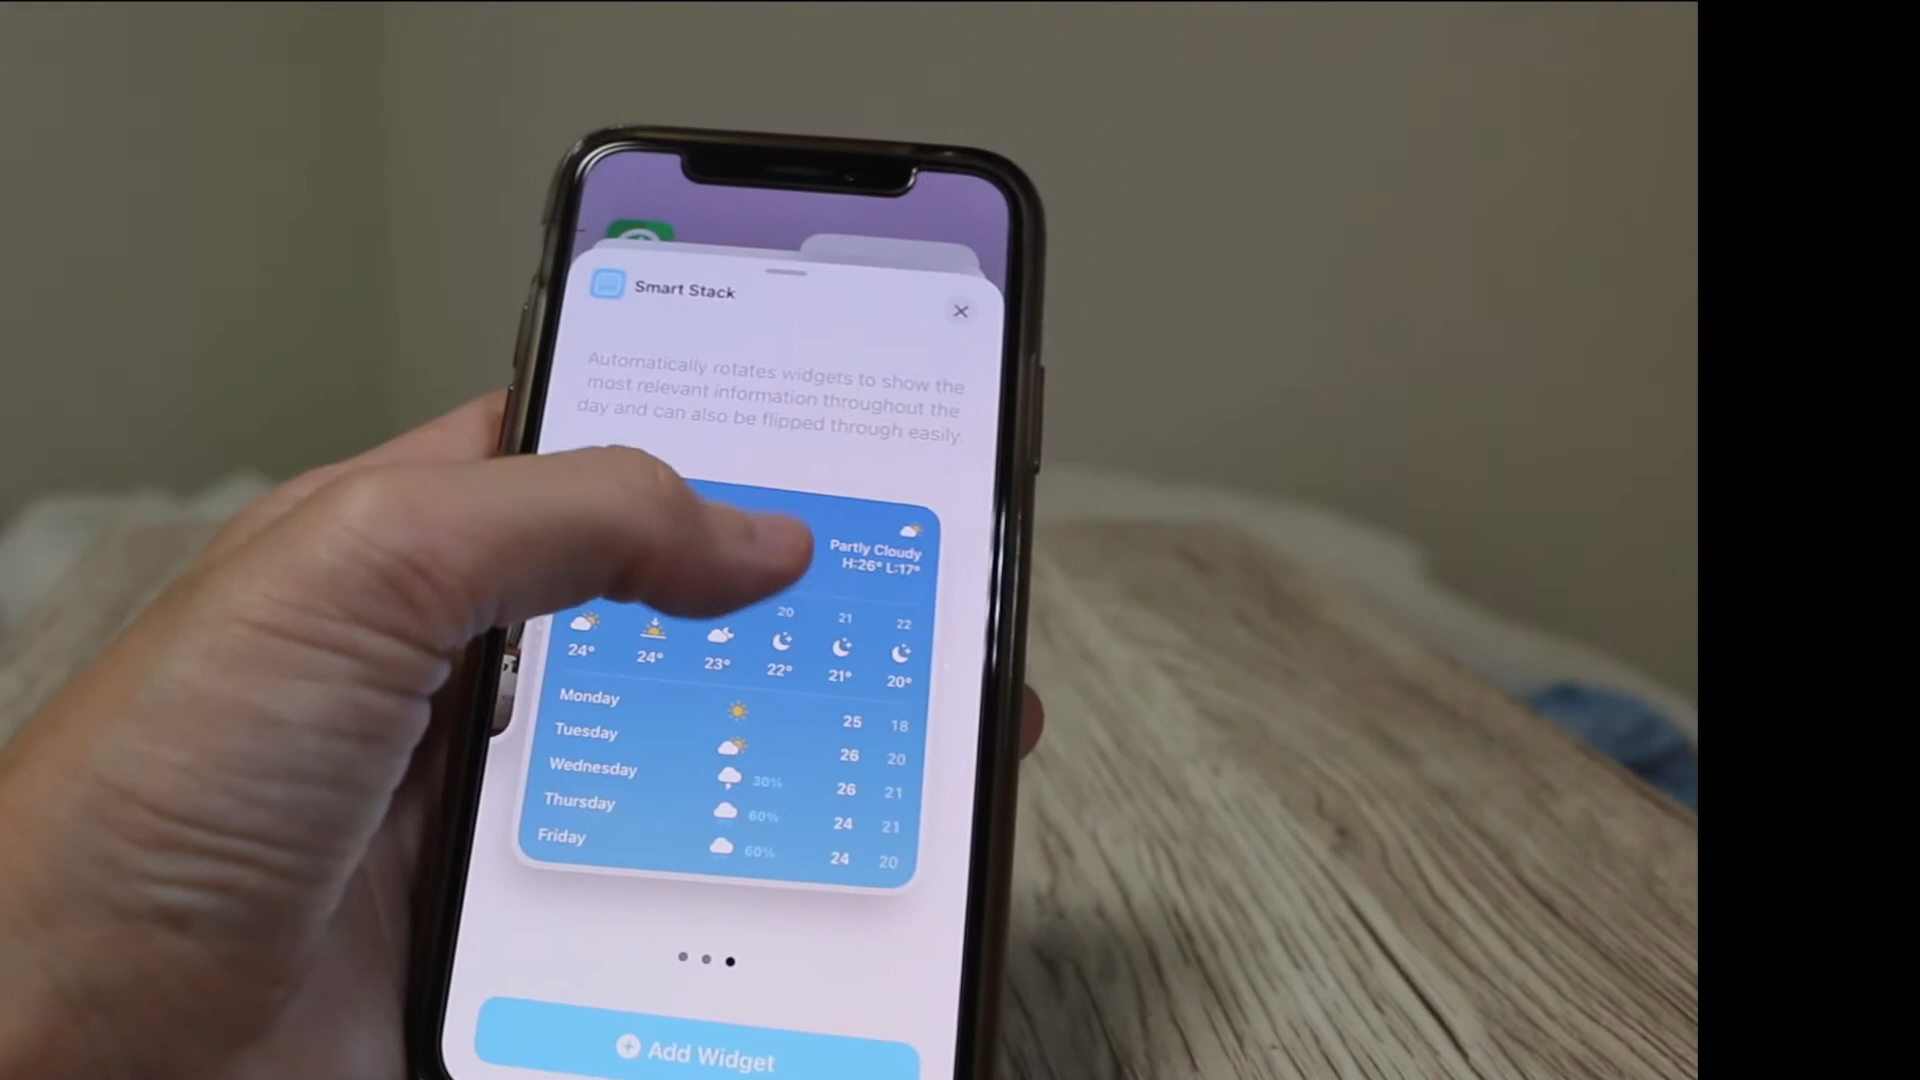 Smart Stack
Automatically rotates widgets to show the
most relevant information throughout the
day and can also be flipped through easily.
Partly Cloudy
H:26° L:17°
20 21 22
24° 24° 23° 22° 21° 20°
Monday 25 18
Tuesday 26 20
Wednesday 30% 26 21
Thursday 60% 24 21
Friday 60% 24 20
Add Widget